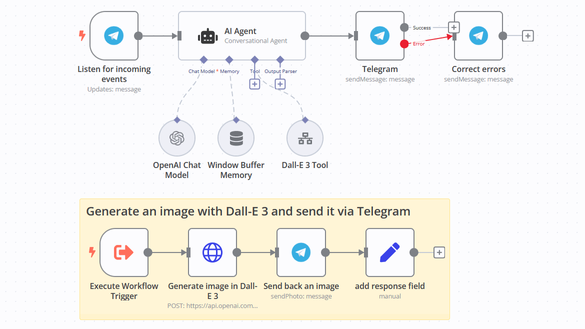 AI Agent
Conversational Agent
Success
Error
Chat Model *
Memory
Tool
Output Parser
Listen for incoming
events
Updates: message
Telegram
sendMessage: message
Correct errors
sendMessage: message
OpenAI Chat
Model
Window Buffer
Memory
Dall-E 3 Tool
Generate an image with Dall-E 3 and send it via Telegram
Execute Workflow
Trigger
Generate image in Dall-
E 3
POST: https://api.openai.com...
Send back an image
sendPhoto: message
add response field
manual